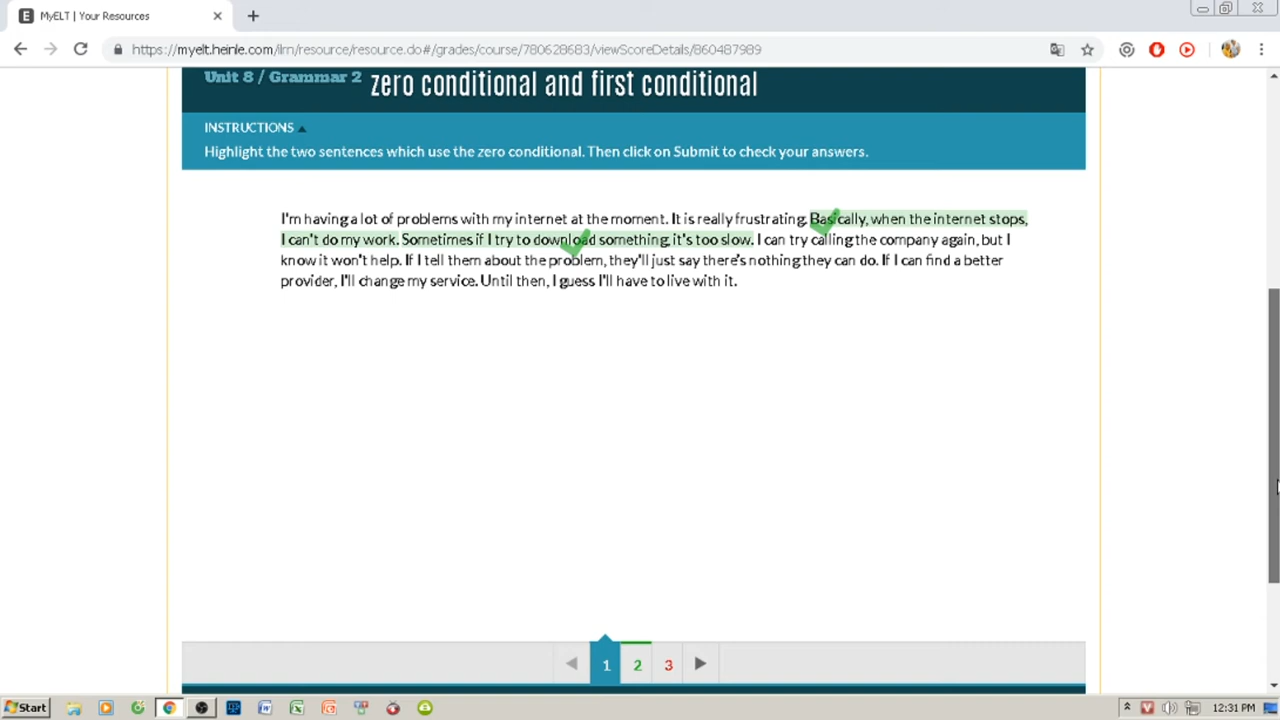 MyELT | Your Resources
https://myelt.heinle.com/ilrn/resource/resource.do#/grades/course/780628683/viewScoreDetails/860487989
Unit 8 / Grammar 2 zero conditional and first conditional
INSTRUCTIONS
Highlight the two sentences which use the zero conditional. Then click on Submit to check your answers.
I'm having a lot of problems with my internet at the moment. It is really frustrating. Basically, when the internet stops,
I can't do my work. Sometimes if I try to download something, it's too slow. I can try calling the company again, but I
know it won't help. If I tell them about the problem, they'll just say there's nothing they can do. If I can find a better
provider, I'll change my service. Until then, I guess I'll have to live with it.
1 2 3
Start 12:31 PM